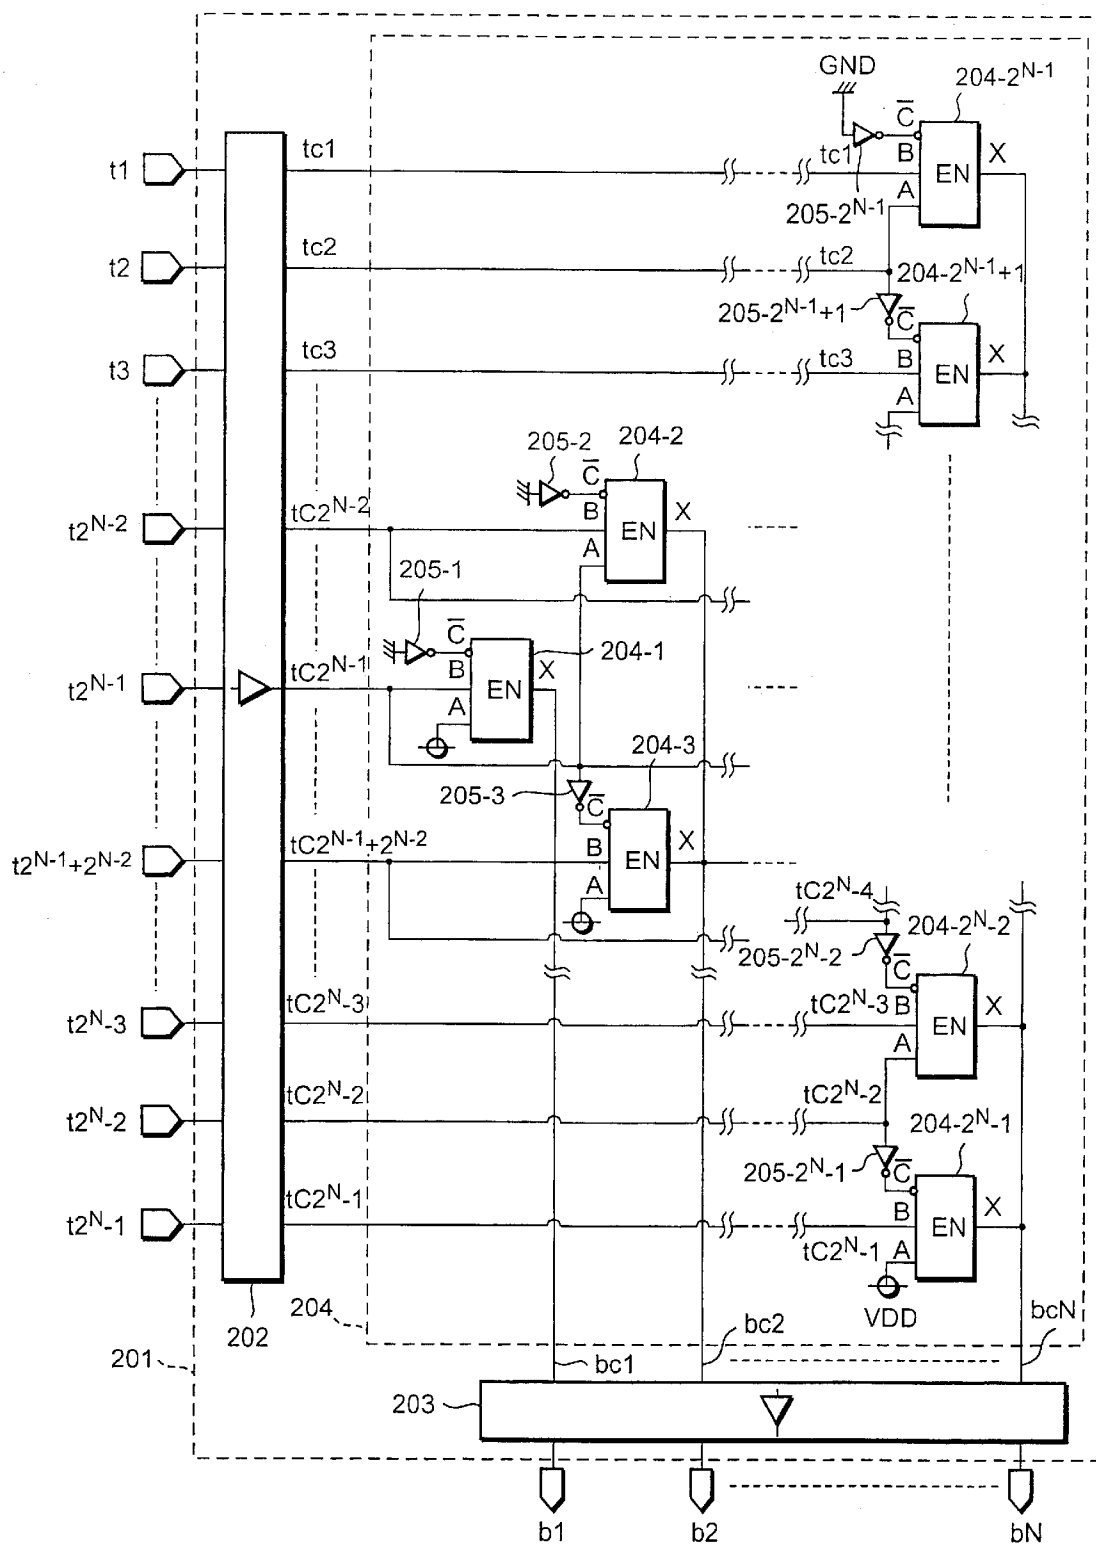 GND
204-2^N-1
C̅
t1
tc1
tc1
B
EN
X
A
205-2^N-1
t2
tc2
tc2
204-2^N-1+1
205-2^N-1+1
C̅
t3
tc3
tc3
B
EN
X
A
205-2
204-2
C̅
t2^N-2
tC2^N-2
B
EN
X
A
205-1
C̅
204-1
t2^N-1
tC2^N-1
B
EN
X
A
204-3
205-3
C̅
t2^N-1+2^N-2
tC2^N-1+2^N-2
B
EN
X
A
tC2^N-4
204-2^N-2
205-2^N-2
C̅
t2^N-3
tC2^N-3
tC2^N-3
B
EN
X
A
t2^N-2
tC2^N-2
tC2^N-2
204-2^N-1
205-2^N-1
C̅
t2^N-1
tC2^N-1
B
EN
X
tC2^N-1
A
VDD
202
204
201
bc1
bc2
bcN
203
b1
b2
bN